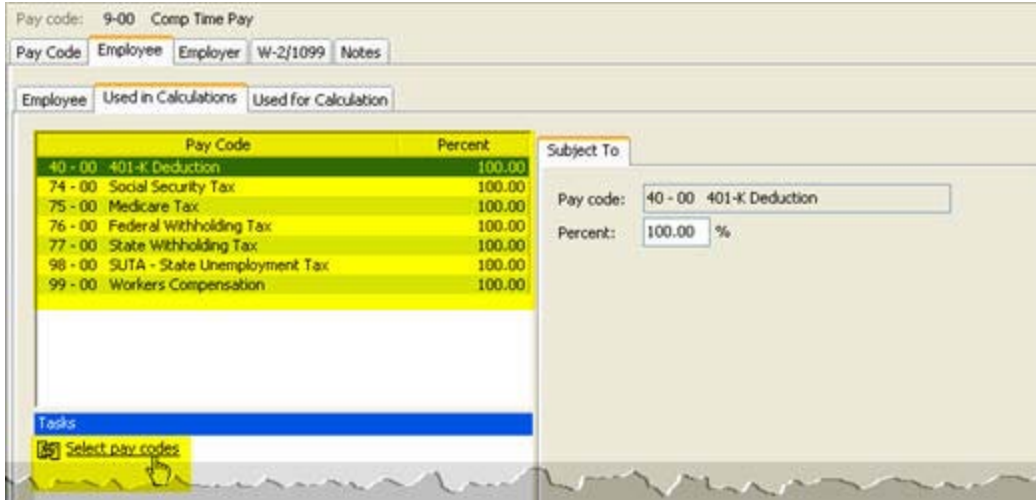 Pay code: 9-00 Comp Time Pay
Pay Code Employee Employer W-2/1099 Notes
Employee Used in Calculations Used for Calculation
Pay Code Percent
40 - 00 401-K Deduction 100.00
74 - 00 Social Security Tax 100.00
75 - 00 Medicare Tax 100.00
76 - 00 Federal Withholding Tax 100.00
77 - 00 State Withholding Tax 100.00
98 - 00 SUTA - State Unemployment Tax 100.00
99 - 00 Workers Compensation 100.00
Tasks
Select pay codes
Subject To
Pay code: 40 - 00 401-K Deduction
Percent: 100.00 %